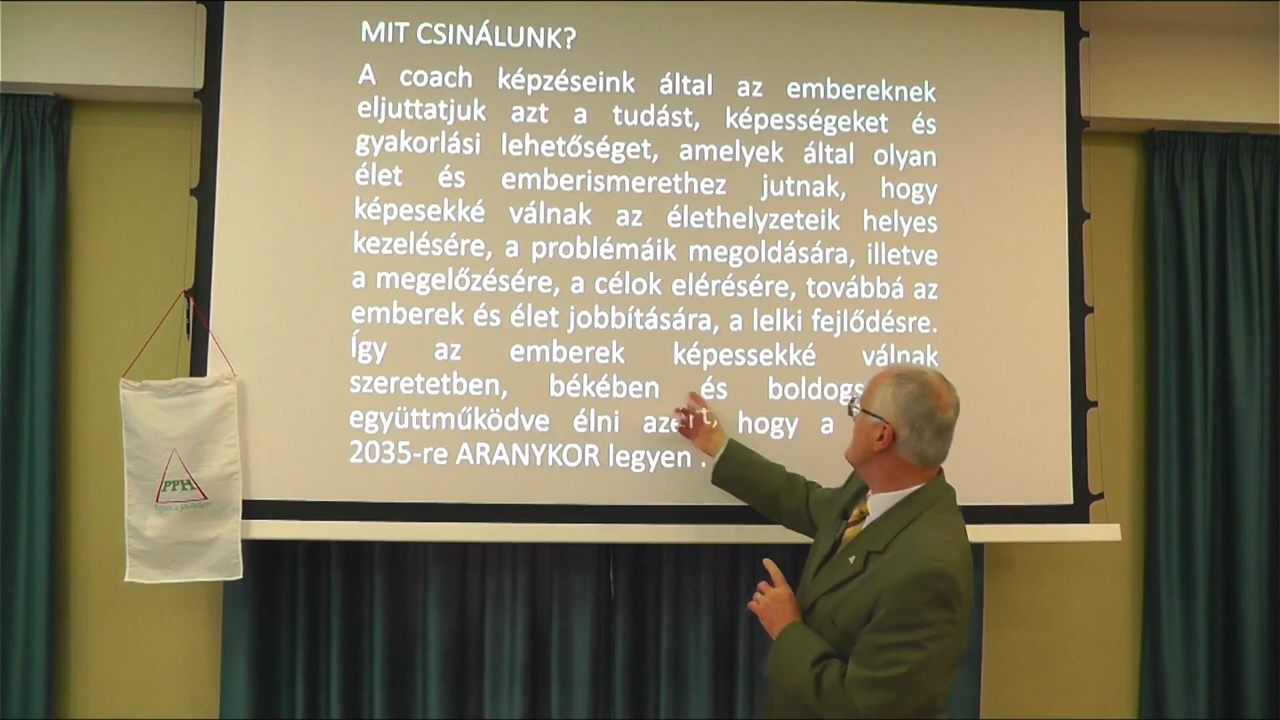 MIT CSINÁLUNK?
A coach képzéseink által az embereknek
eljuttatjuk azt a tudást, képességeket és
gyakorlási lehetőséget, amelyek által olyan
élet és emberismerethez jutnak, hogy
képesekké válnak az élethelyzeteik helyes
kezelésére, a problémáik megoldására, illetve
a megelőzésére, a célok elérésére, továbbá az
emberek és élet jobbítására, a lelki fejlődésre.
Így az emberek képessekké válnak
szeretetben, békében és
együttműködve élni azért, hogy a
2035-re ARANYKOR legyen .
PPHA